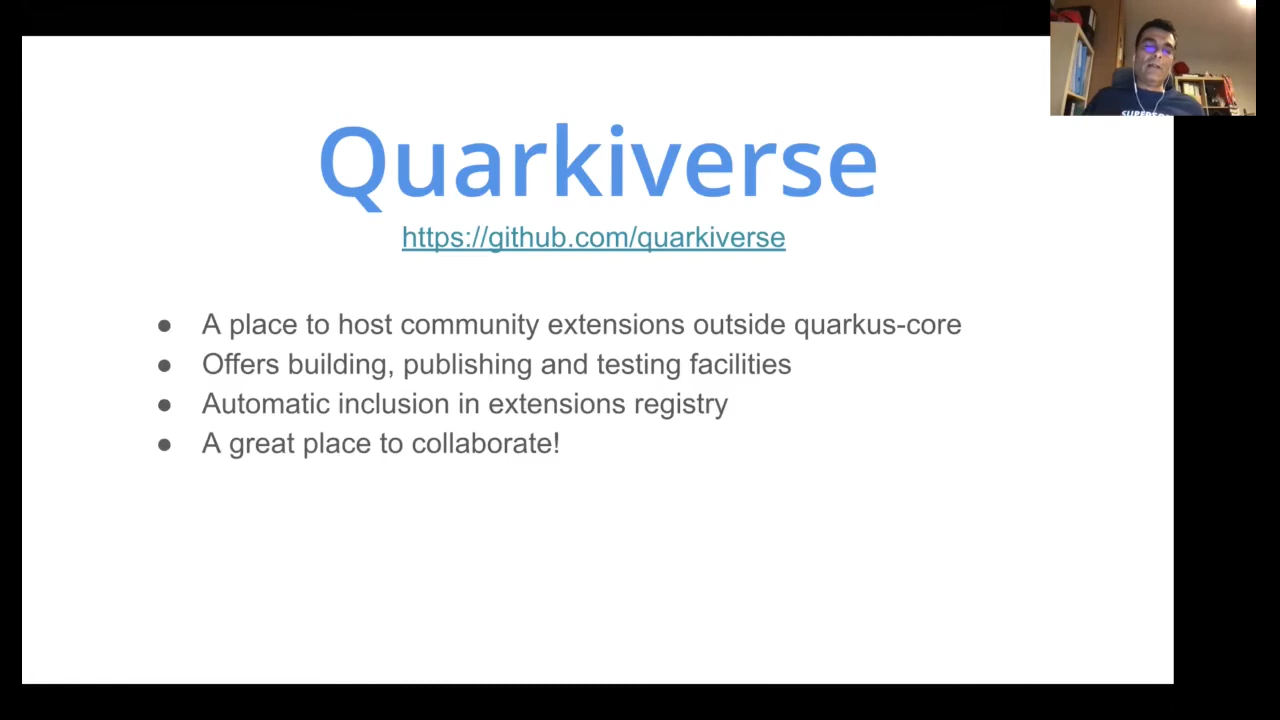 Quarkiverse
https://github.com/quarkiverse
● A place to host community extensions outside quarkus-core
● Offers building, publishing and testing facilities
● Automatic inclusion in extensions registry
● A great place to collaborate!